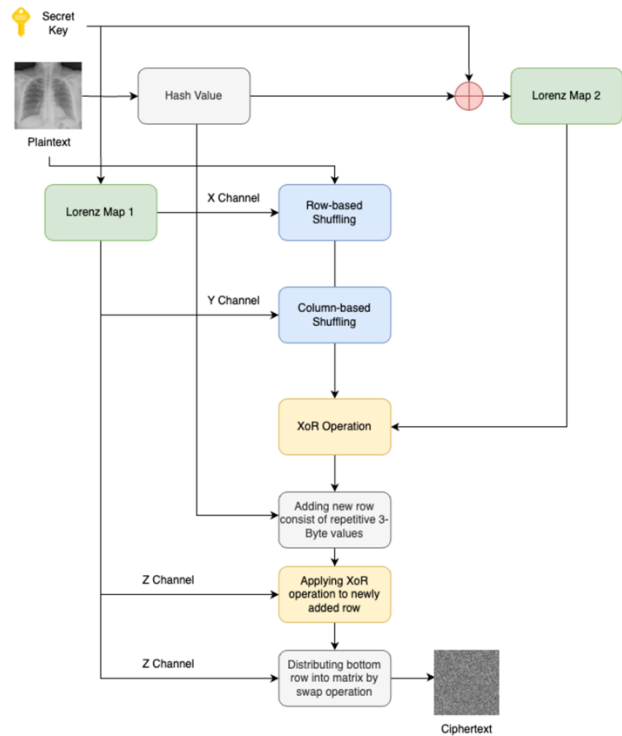 Secret
Key
Hash Value
Lorenz Map 2
Plaintext
Lorenz Map 1
X Channel
Row-based
Shuffling
Y Channel
Column-based
Shuffling
XoR Operation
Adding new row
consist of repetitive 3-
Byte values
Z Channel
Applying XoR
operation to newly
added row
Z Channel
Distributing bottom
row into matrix by
swap operation
Ciphertext